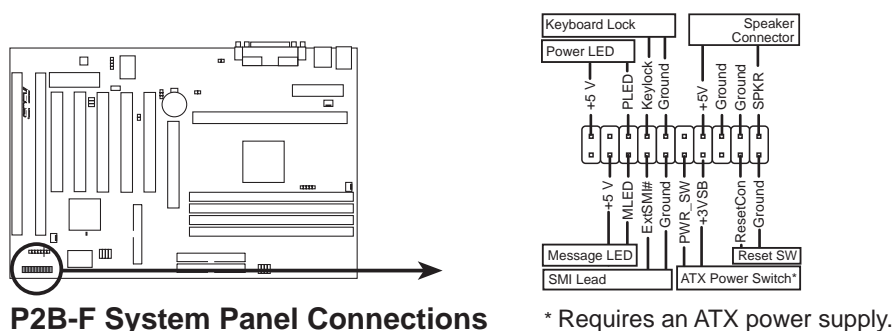 Keyboard Lock
Speaker
Connector
Power LED
+5 V
PLED
Keylock
Ground
+5V
Ground
Ground
SPKR
+5 V
MLED
ExtSMI#
Ground
PWR_SW
+3VSB
ResetCon
Ground
Message LED
Reset SW
SMI Lead
ATX Power Switch*
P2B-F System Panel Connections
* Requires an ATX power supply.